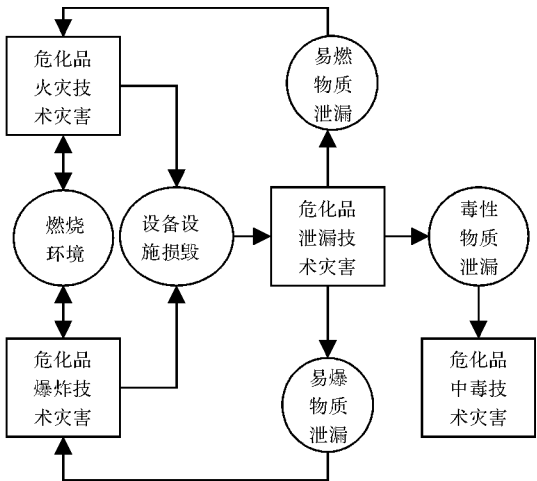 危化品
火灾技
术灾害
易燃
物质
泄漏
燃烧
环境
设备设
施损毁
危化品
泄漏技
术灾害
毒性
物质
泄漏
危化品
爆炸技
术灾害
易爆
物质
泄漏
危化品
中毒技
术灾害